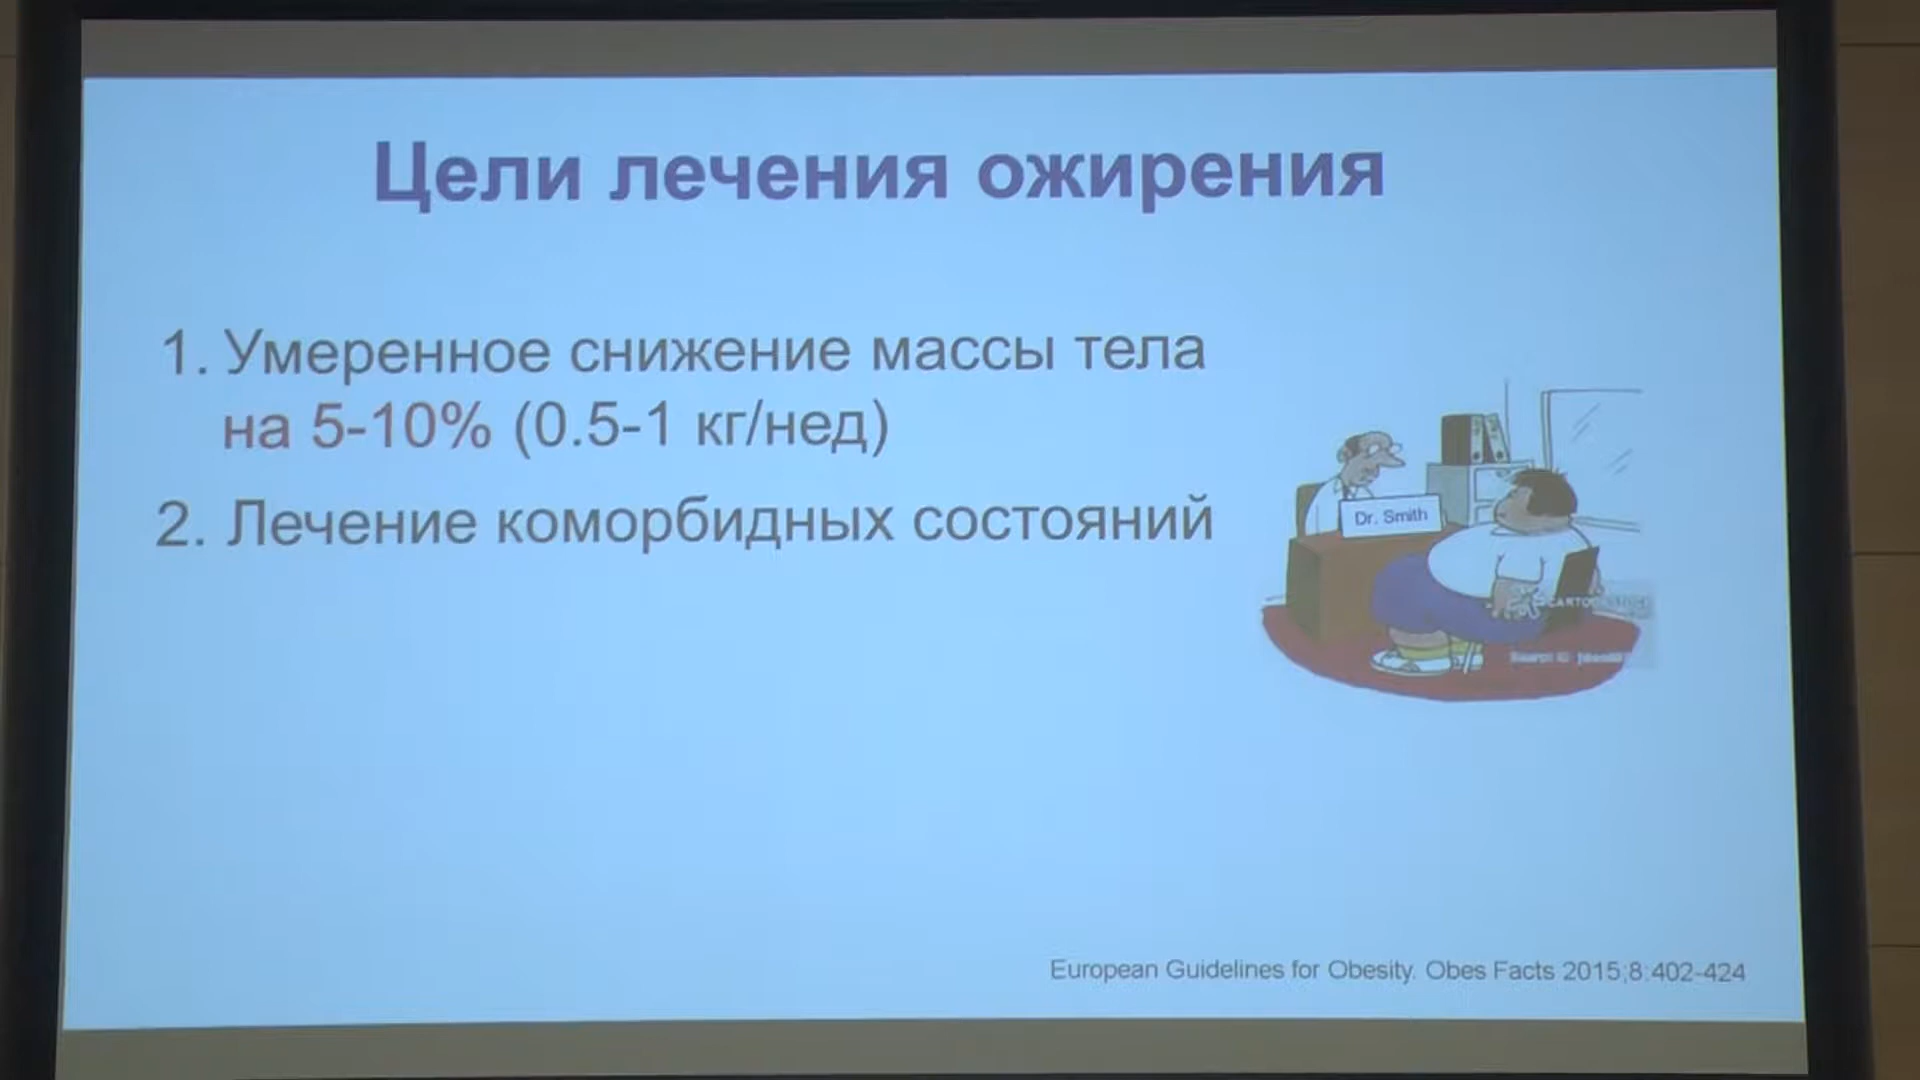 Цели лечения ожирения
1. Умеренное снижение массы тела
на 5-10% (0.5-1 кг/нед)
2. Лечение коморбидных состояний
Dr. Smith
European Guidelines for Obesity. Obes Facts 2015;8:402-424